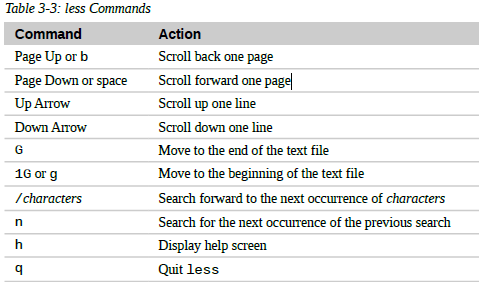 Table 3-3: less Commands
Command Action
Page Up or b Scroll back one page
Page Down or space Scroll forward one page
Up Arrow Scroll up one line
Down Arrow Scroll down one line
G Move to the end of the text file
1G or g Move to the beginning of the text file
/characters Search forward to the next occurrence of characters
n Search for the next occurrence of the previous search
h Display help screen
q Quit less